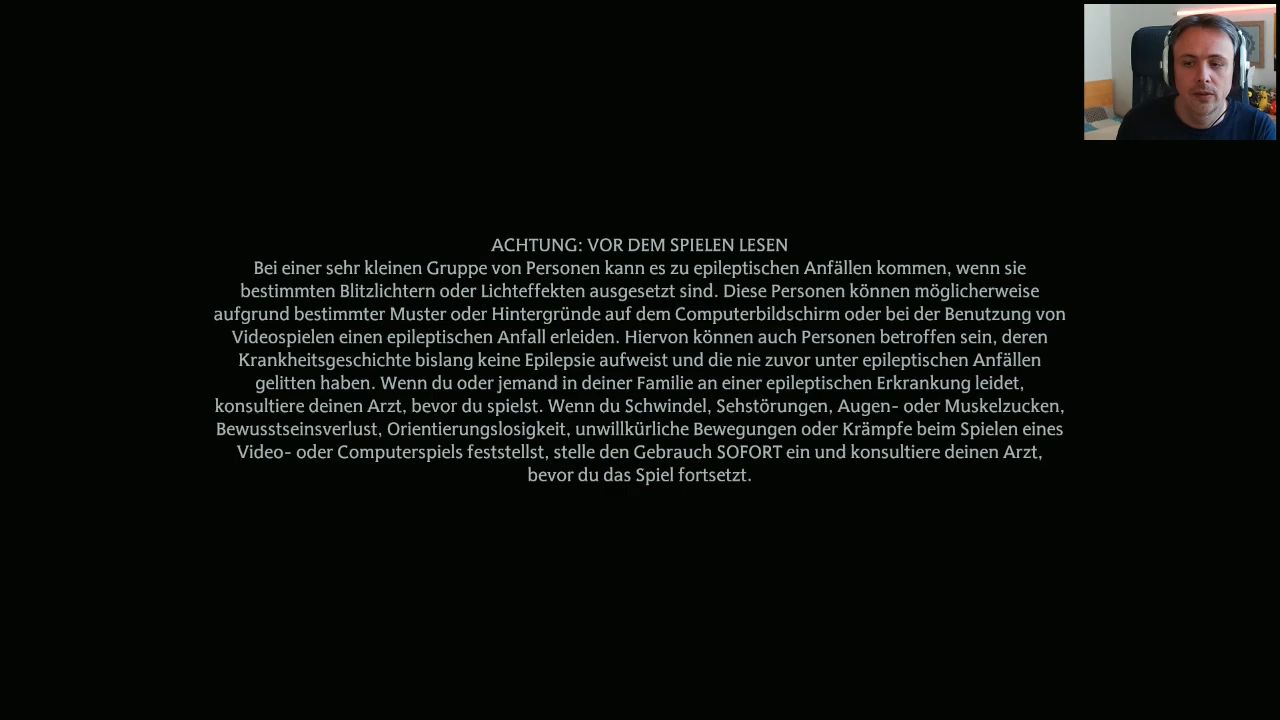 ACHTUNG: VOR DEM SPIELEN LESEN
Bei einer sehr kleinen Gruppe von Personen kann es zu epileptischen Anfällen kommen, wenn sie
bestimmten Blitzlichtern oder Lichteffekten ausgesetzt sind. Diese Personen können möglicherweise
aufgrund bestimmter Muster oder Hintergründe auf dem Computerbildschirm oder bei der Benutzung von
Videospielen einen epileptischen Anfall erleiden. Hiervon können auch Personen betroffen sein, deren
Krankheitsgeschichte bislang keine Epilepsie aufweist und die nie zuvor unter epileptischen Anfällen
gelitten haben. Wenn du oder jemand in deiner Familie an einer epileptischen Erkrankung leidet,
konsultiere deinen Arzt, bevor du spielst. Wenn du Schwindel, Sehstörungen, Augen- oder Muskelzucken,
Bewusstseinsverlust, Orientierungslosigkeit, unwillkürliche Bewegungen oder Krämpfe beim Spielen eines
Video- oder Computerspiels feststellst, stelle den Gebrauch SOFORT ein und konsultiere deinen Arzt,
bevor du das Spiel fortsetzt.